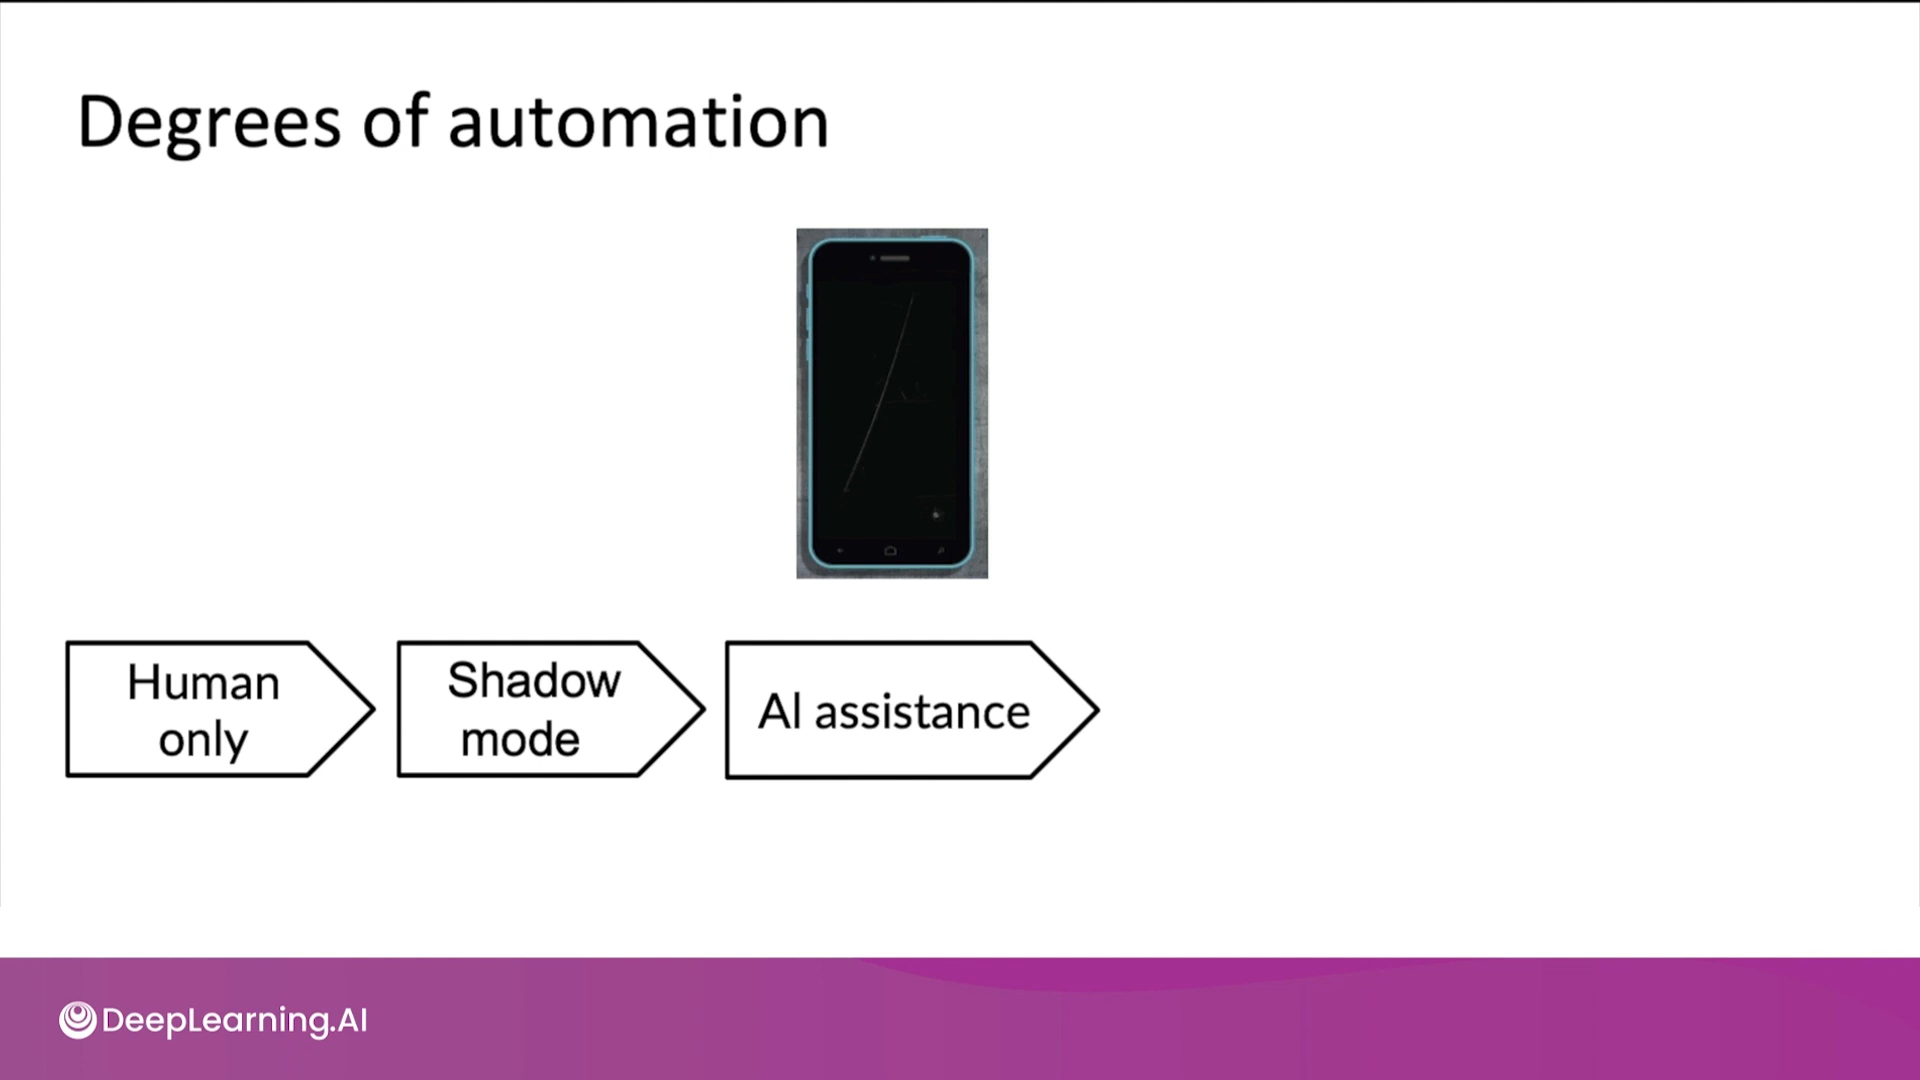 Degrees of automation
Human
only
Shadow
mode
AI assistance
DeepLearning.AI